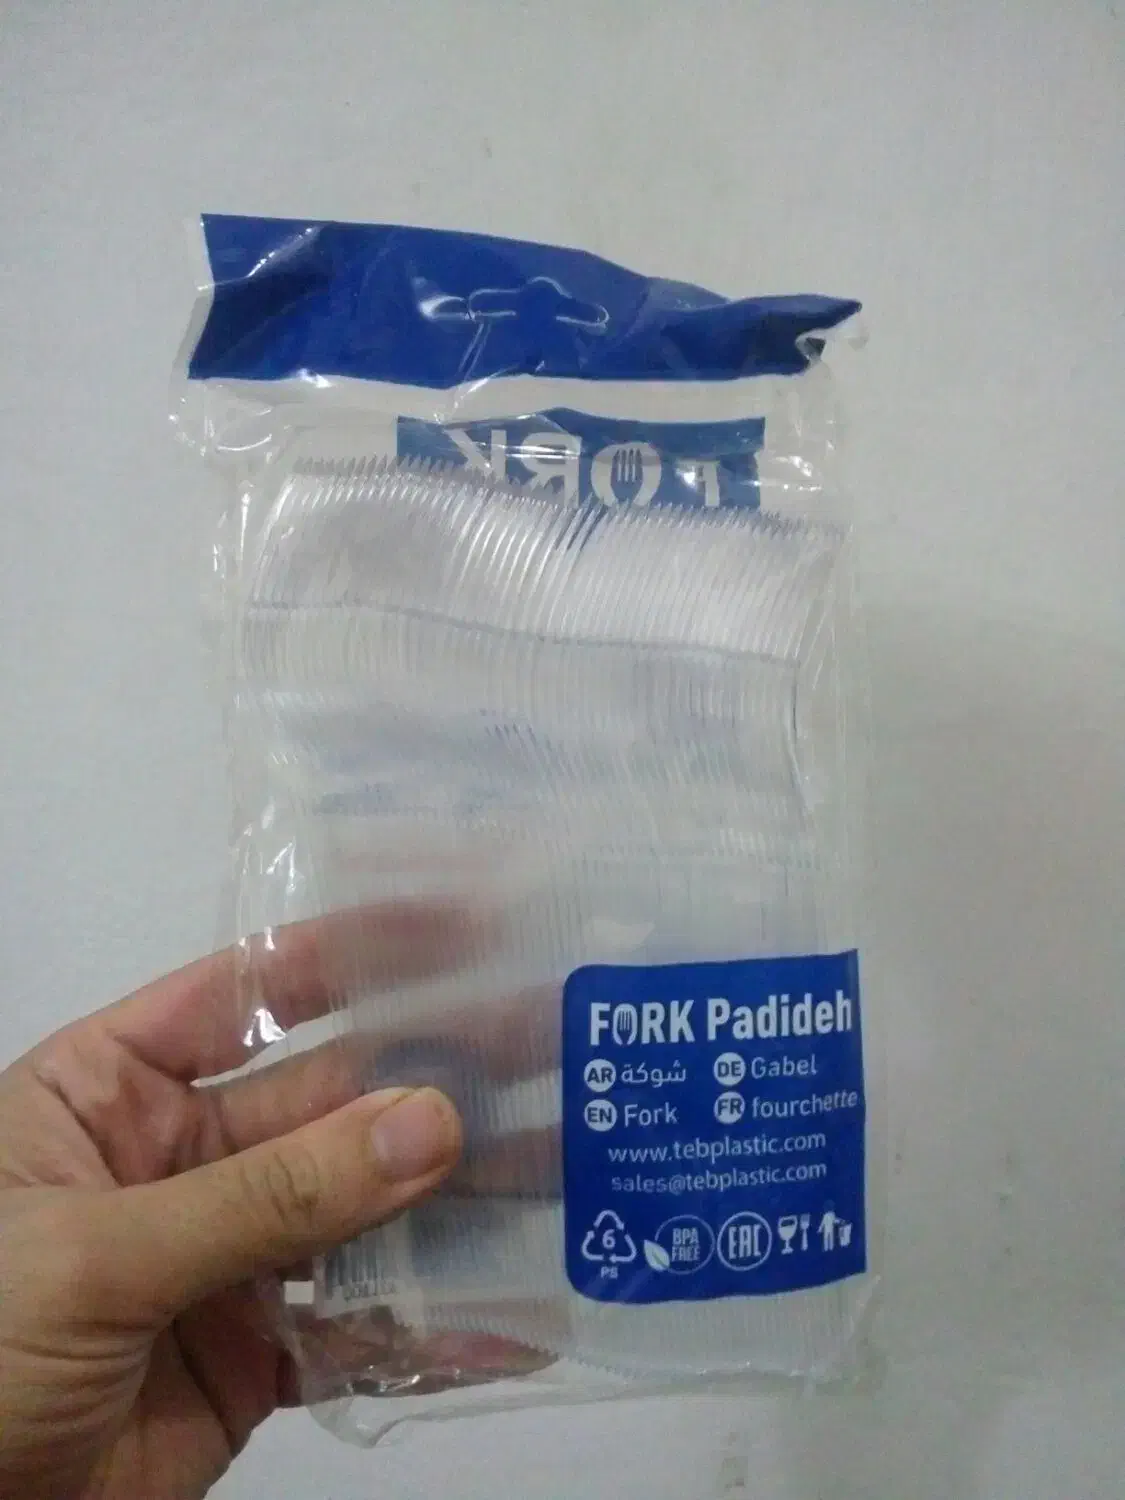 FORK
FORK Padideh
AR شوكة DE Gabel
EN Fork FR fourchette
www.tebplastic.com
sales@tebplastic.com
6
PS
BPA
FREE
EAC